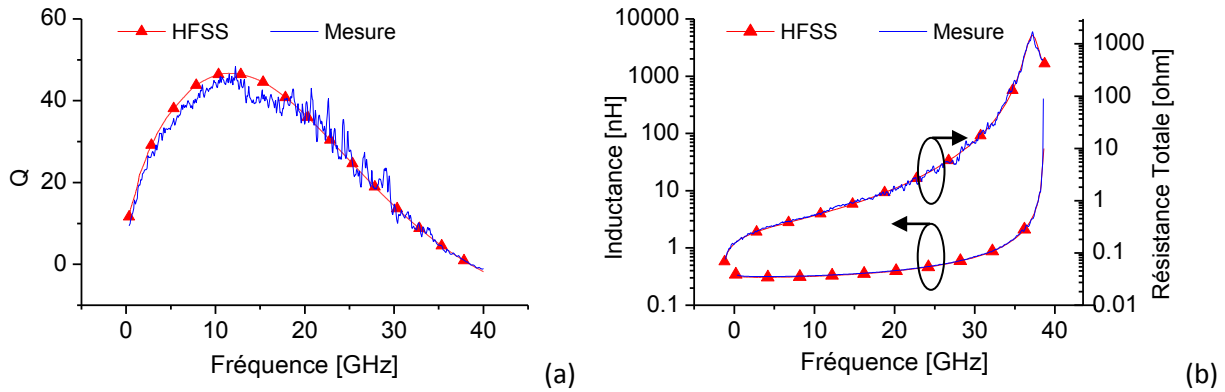 HFSS Mesure
60
40
20
0
Q
0 10 20 30 40
Fréquence [GHz]
(a)
HFSS Mesure
10000
1000
100
10
1
0.1
Inductance [nH]
1000
100
10
1
0.1
0.01
Résistance Totale [ohm]
0 10 20 30 40
Fréquence [GHz]
(b)